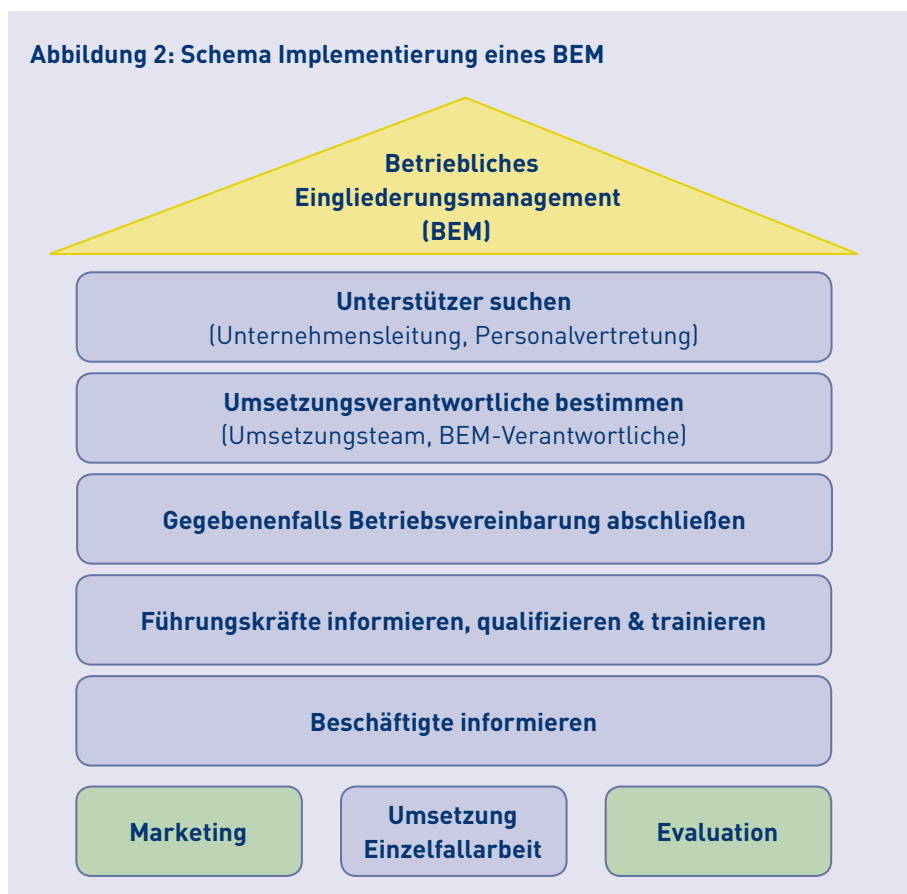 Abbildung 2: Schema Implementierung eines BEM
Betriebliches
Eingliederungsmanagement
(BEM)
Unterstützer suchen
(Unternehmensleitung, Personalvertretung)
Umsetzungsverantwortliche bestimmen
(Umsetzungsteam, BEM-Verantwortliche)
Gegebenenfalls Betriebsvereinbarung abschließen
Führungskräfte informieren, qualifizieren & trainieren
Beschäftigte informieren
Marketing
Umsetzung
Einzelfallarbeit
Evaluation